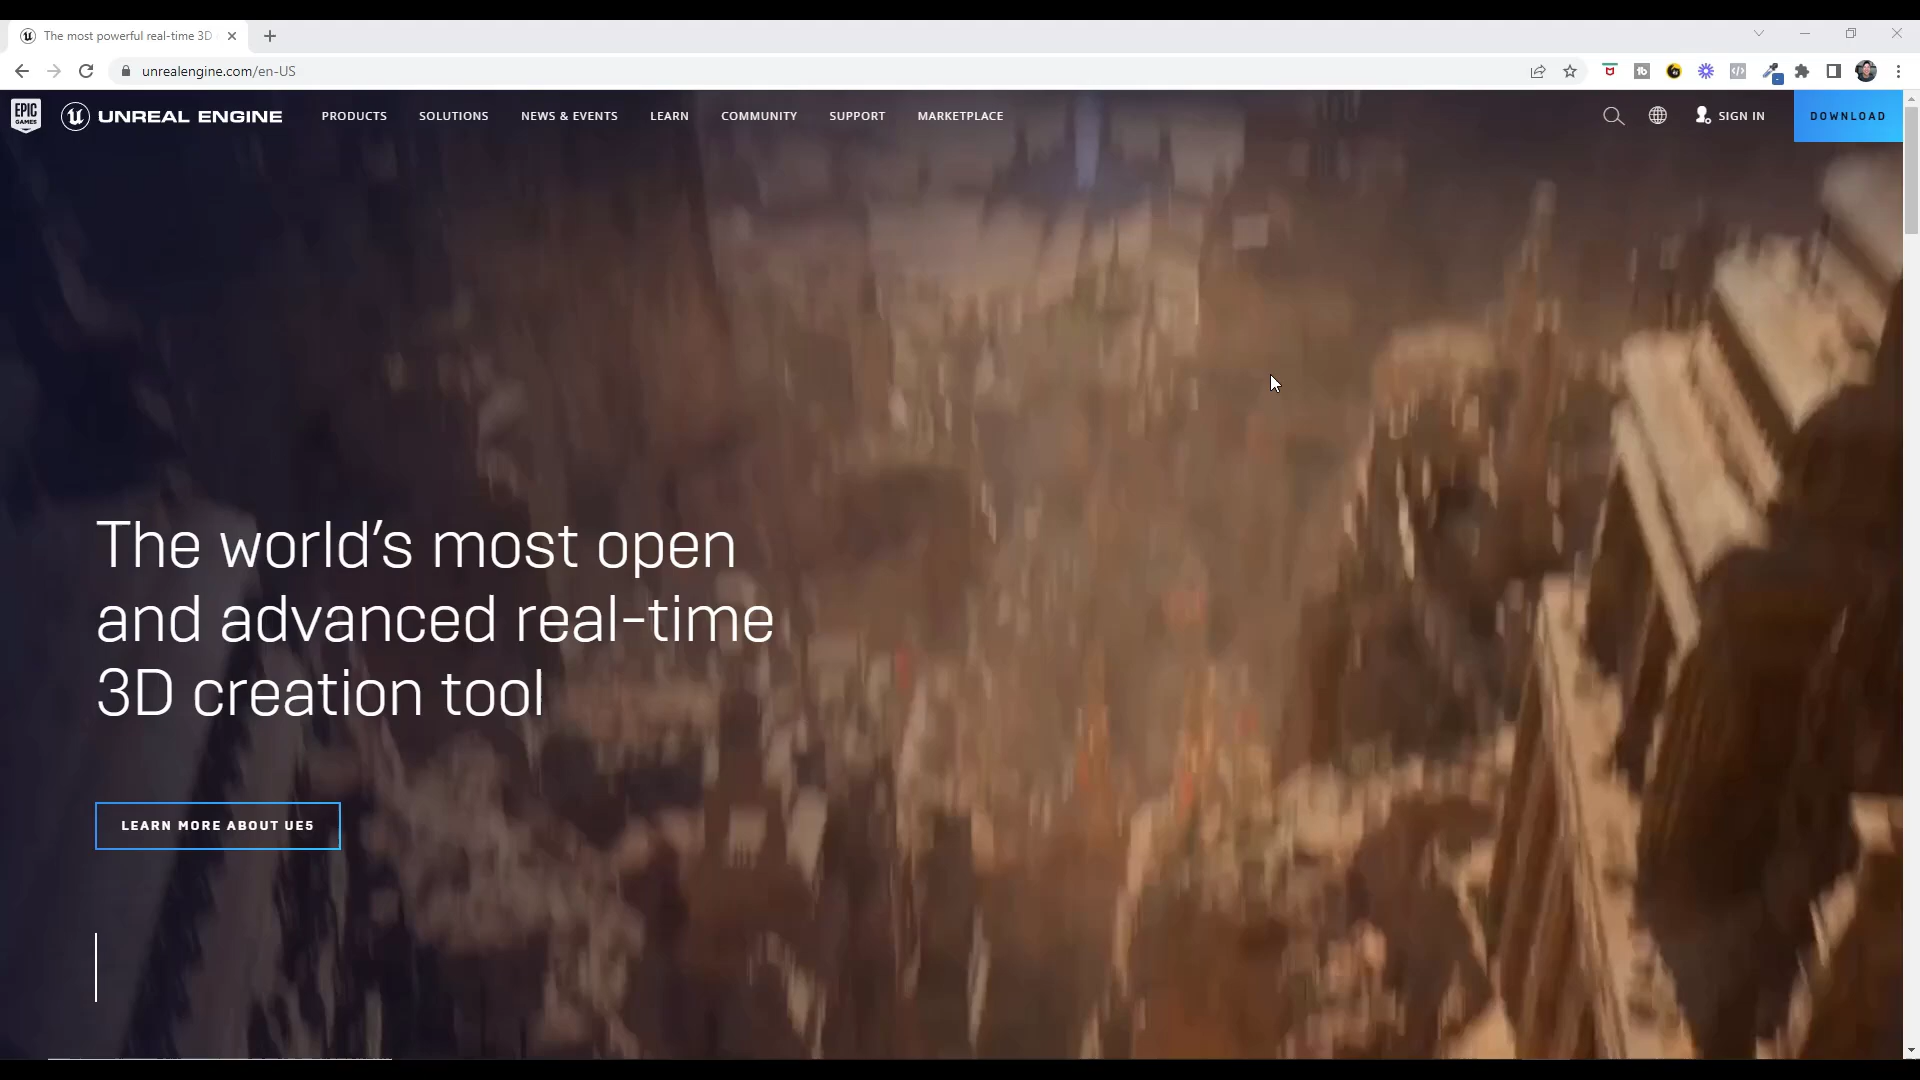 The most powerful real-time 3D
unrealengine.com/en-US
EPIC
GAMES
UNREAL ENGINE
PRODUCTS
SOLUTIONS
NEWS & EVENTS
LEARN
COMMUNITY
SUPPORT
MARKETPLACE
SIGN IN
DOWNLOAD
The world's most open
and advanced real-time
3D creation tool
LEARN MORE ABOUT UE5